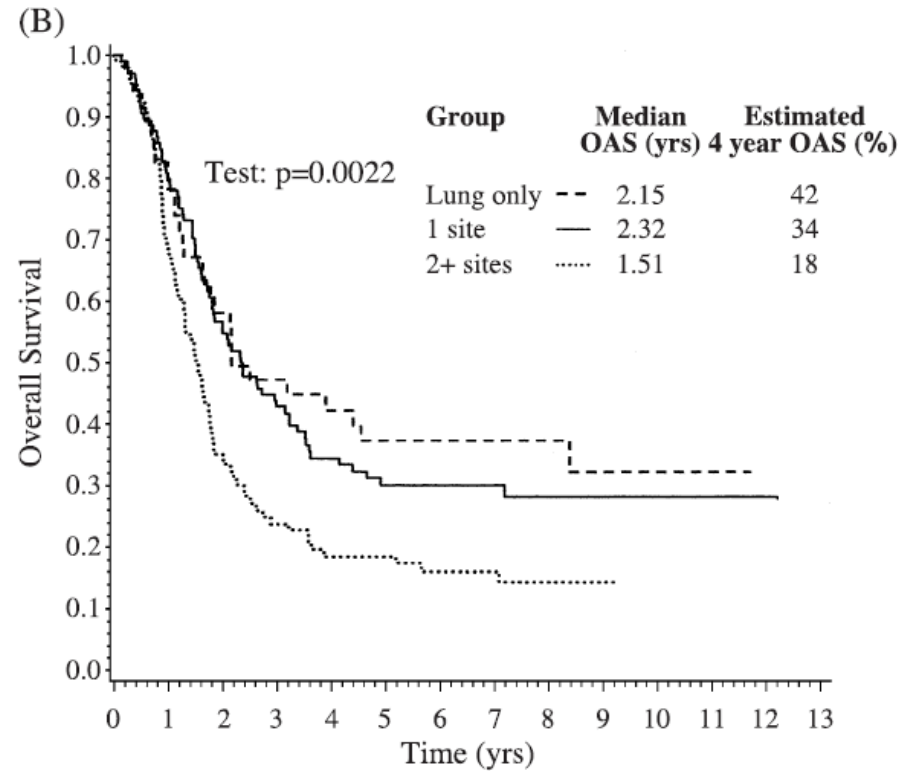 (B)
1.0
0.9
0.8
0.7
0.6
0.5
0.4
0.3
0.2
0.1
0.0
Overall Survival
Test: p=0.0022
Group Median Estimated
OAS (yrs) 4 year OAS (%)
Lung only 2.15 42
1 site 2.32 34
2+ sites 1.51 18
0 1 2 3 4 5 6 7 8 9 10 11 12 13
Time (yrs)